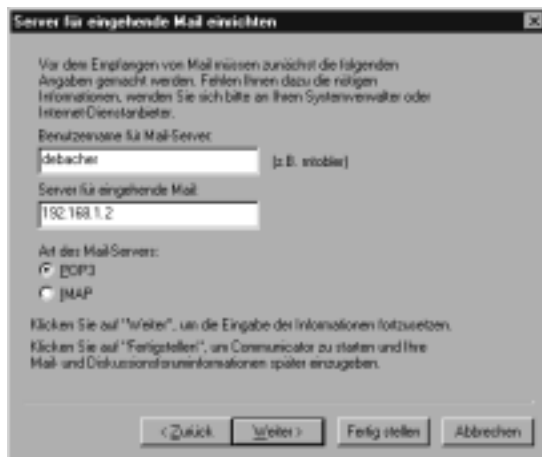 Server für eingehende Mail einrichten
Vor dem Empfangen von Mail müssen zunächst die folgenden
Angaben gemacht werden. Fehlen Ihnen dazu die nötigen
Informationen, wenden Sie sich bitte an Ihren Systemverwalter oder
Internet-Dienstanbieter.
Benutzername für Mail-Server:
debacher (z.B. mtobler)
Server für eingehende Mail:
192.168.1.2
Art des Mail-Servers:
POP3
IMAP
Klicken Sie auf "Weiter", um die Eingabe der Informationen fortzusetzen.
Klicken Sie auf "Fertigstellen", um Communicator zu starten und Ihre
Mail- und Diskussionsforuminformationen später einzugeben.
< Zurück Weiter > Fertig stellen Abbrechen